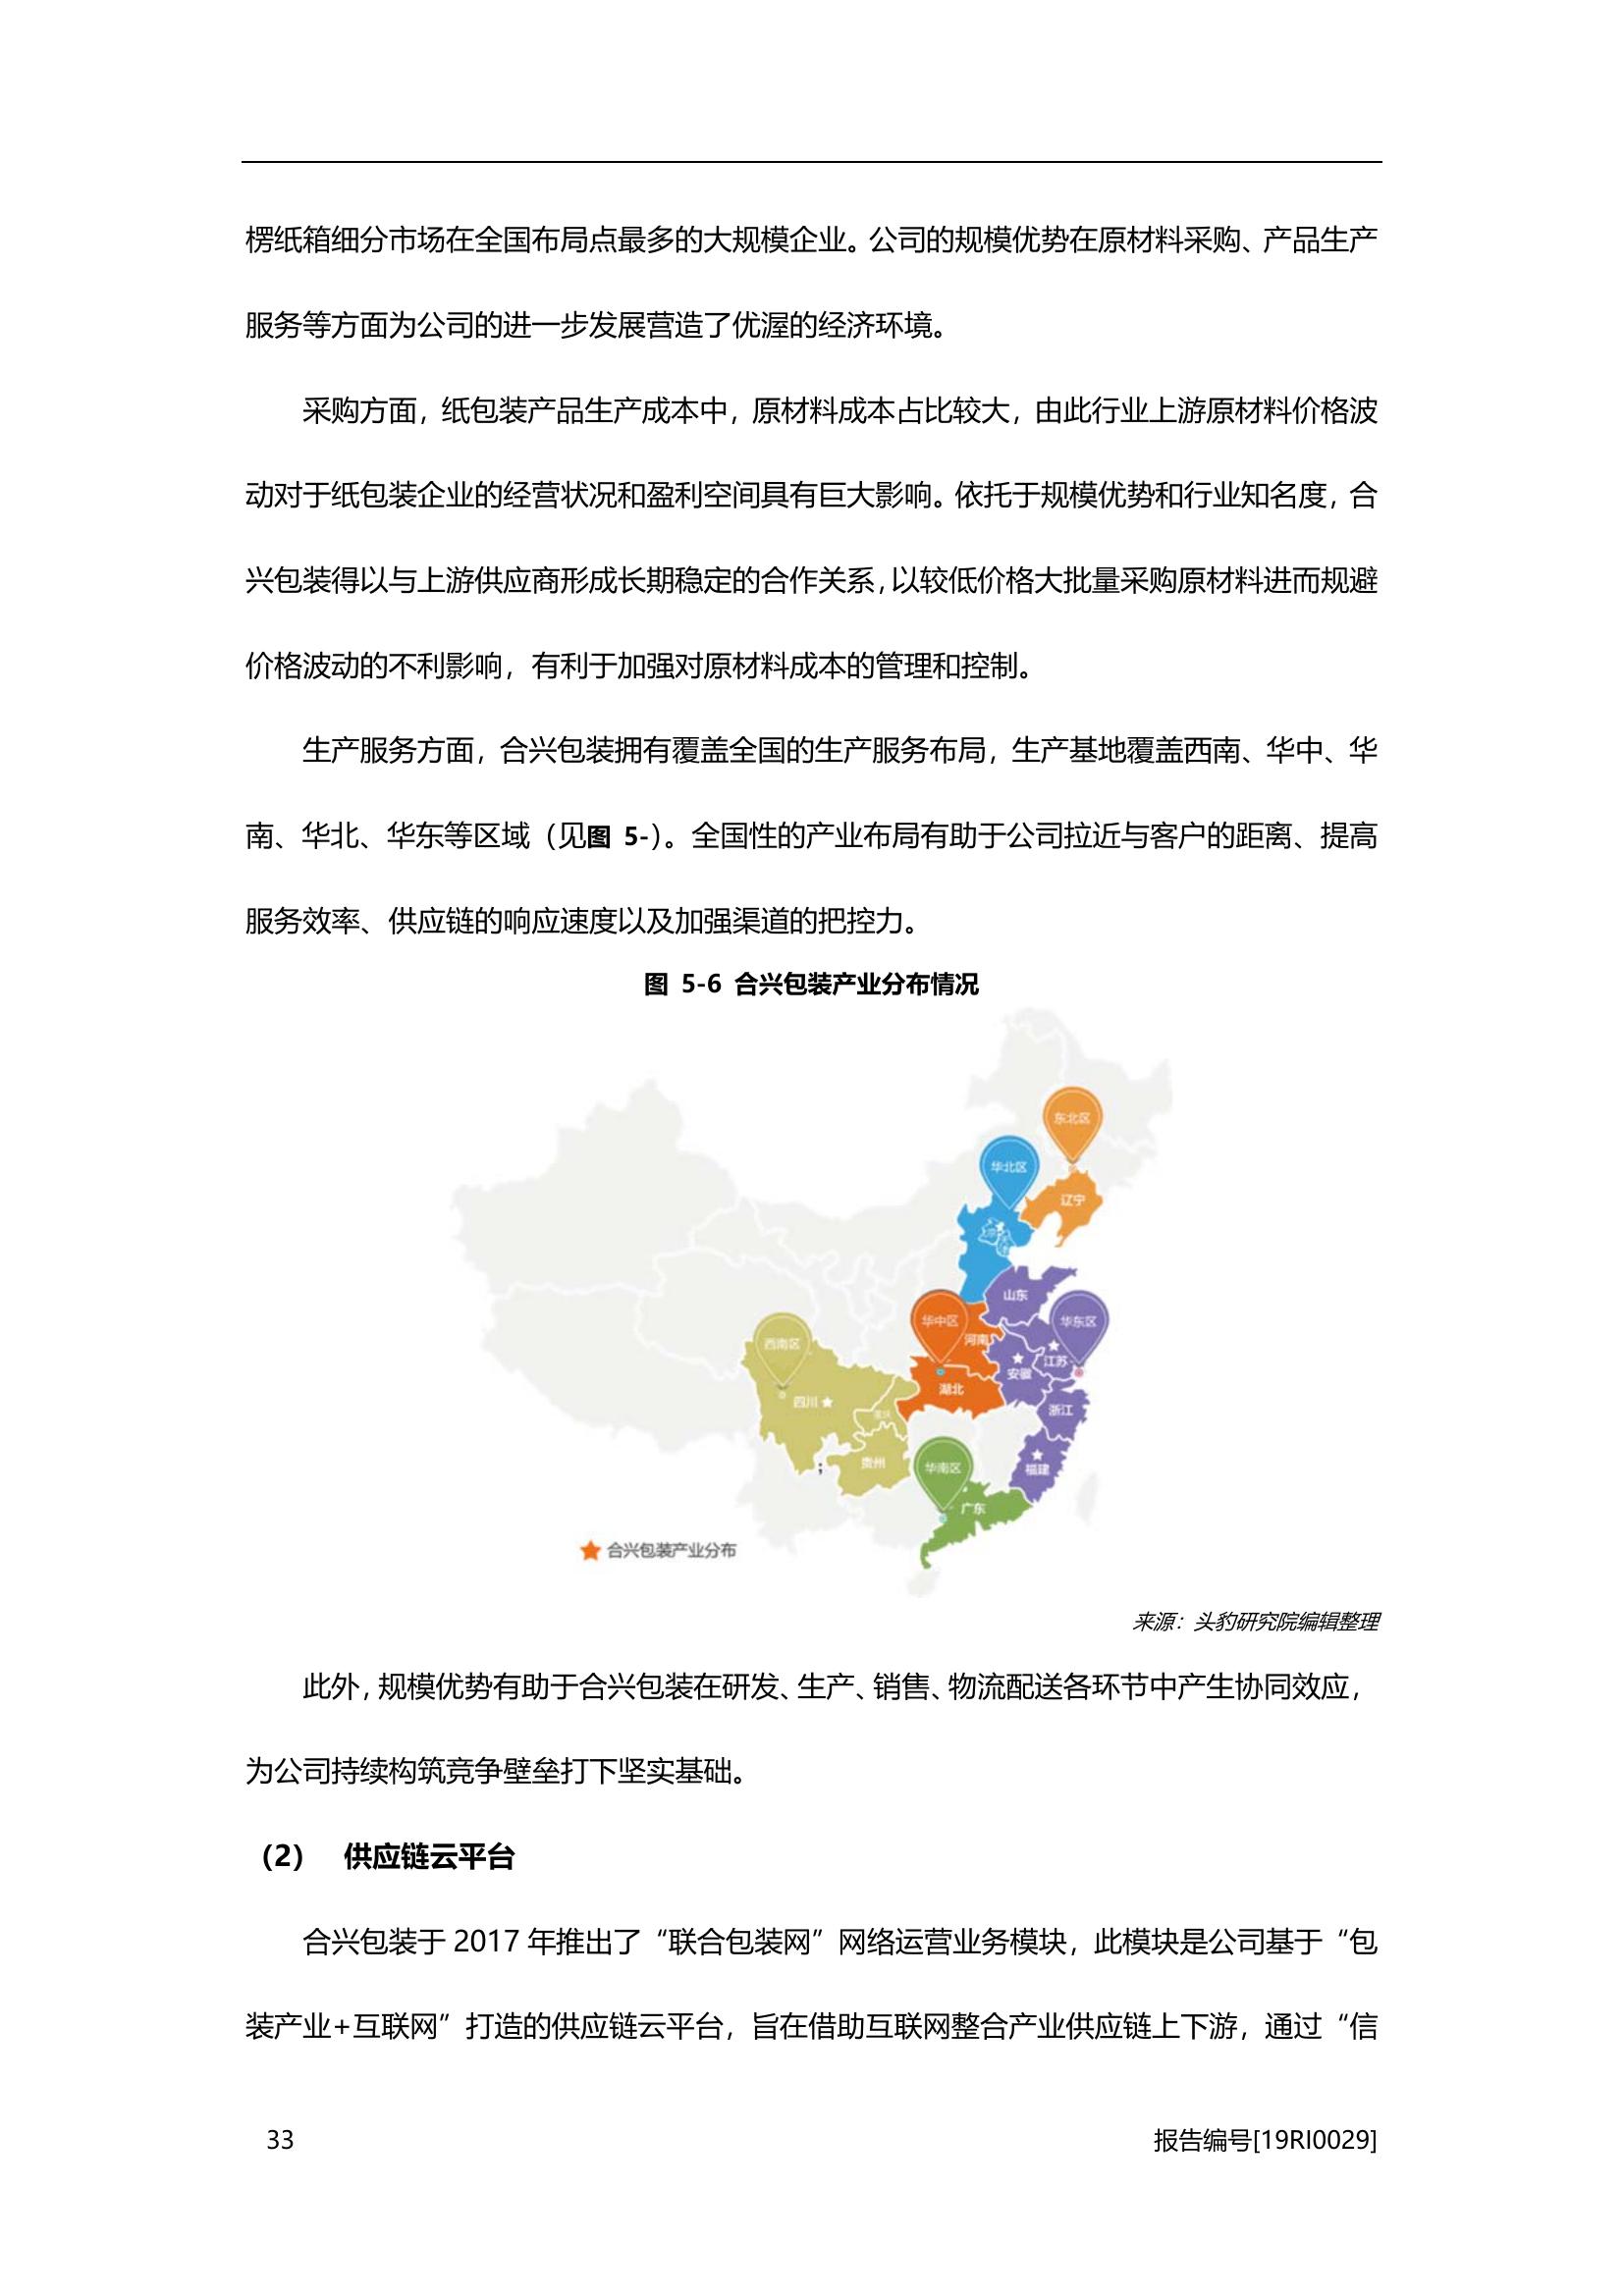 楞纸箱细分市场在全国布局点最多的大规模企业。公司的规模优势在原材料采购、产品生产
服务等方面为公司的进一步发展营造了优渥的经济环境。
采购方面，纸包装产品生产成本中，原材料成本占比较大，由此行业上游原材料价格波
动对于纸包装企业的经营状况和盈利空间具有巨大影响。依托于规模优势和行业知名度，合
兴包装得以与上游供应商形成长期稳定的合作关系，以较低价格大批量采购原材料进而规避
价格波动的不利影响，有利于加强对原材料成本的管理和控制。
生产服务方面，合兴包装拥有覆盖全国的生产服务布局，生产基地覆盖西南、华中、华
南、华北、华东等区域（见图 5-）。全国性的产业布局有助于公司拉近与客户的距离、提高
服务效率、供应链的响应速度以及加强渠道的把控力。
图 5-6 合兴包装产业分布情况
东北区
华北区
辽宁
山东
华中区
华东区
河南
西南区
江苏
安徽
湖北
四川
浙江
重庆
贵州
华南区
福建
广东
合兴包装产业分布
来源：头豹研究院编辑整理
此外，规模优势有助于合兴包装在研发、生产、销售、物流配送各环节中产生协同效应，
为公司持续构筑竞争壁垒打下坚实基础。
（2） 供应链云平台
合兴包装于 2017 年推出了“联合包装网”网络运营业务模块，此模块是公司基于“包
装产业+互联网”打造的供应链云平台，旨在借助互联网整合产业供应链上下游，通过“信
33
报告编号[19RI0029]